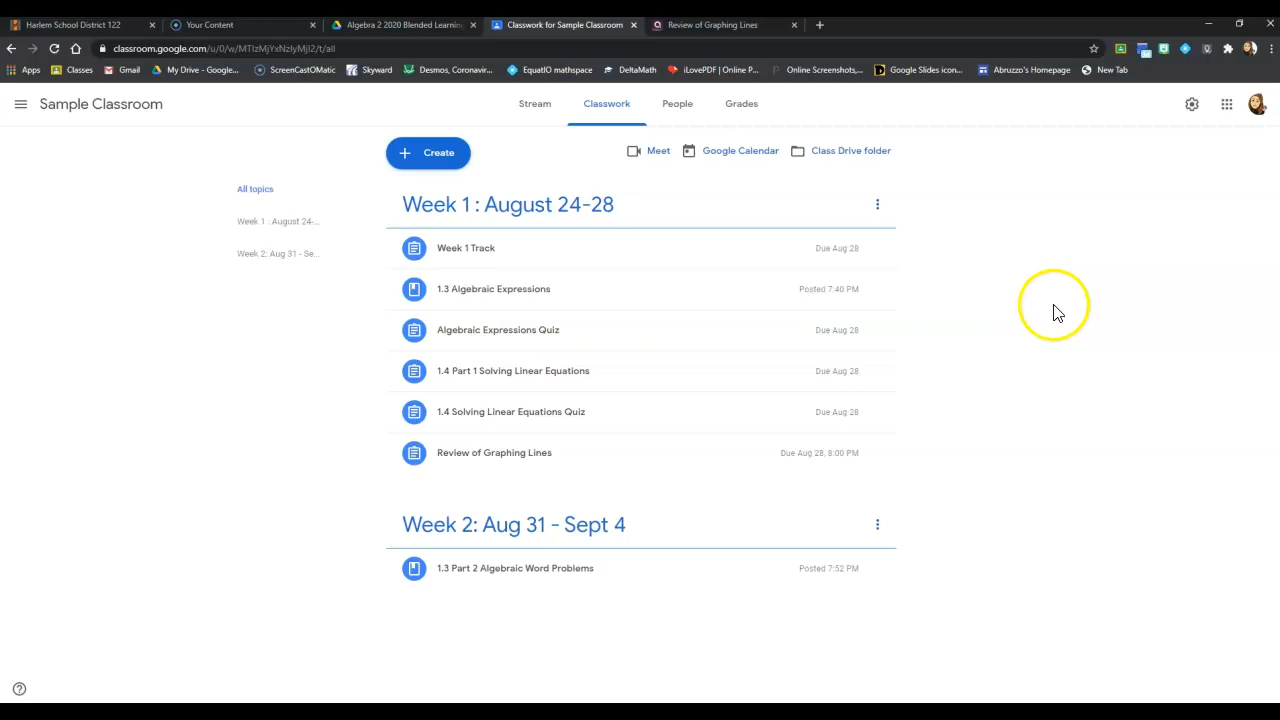 Harlem School District 122
Your Content
Algebra 2 2020 Blended Learnin
Classwork for Sample Classroom
Review of Graphing Lines
classroom.google.com/u/0/w/MTIzMjYxNzIyMjI2/t/all
Apps
Classes
Gmail
My Drive - Google...
ScreenCastOMatic
Skyward
Desmos, Coronavir...
EquatIO mathspace
DeltaMath
iLovePDF | Online P...
Online Screenshots,...
Google Slides icon...
Abruzzo's Homepage
New Tab
Sample Classroom
Stream
Classwork
People
Grades
Create
Meet
Google Calendar
Class Drive folder
All topics
Week 1 : August 24-...
Week 2: Aug 31 - Se...
Week 1 : August 24-28
Week 1 Track
Due Aug 28
1.3 Algebraic Expressions
Posted 7:40 PM
Algebraic Expressions Quiz
Due Aug 28
1.4 Part 1 Solving Linear Equations
Due Aug 28
1.4 Solving Linear Equations Quiz
Due Aug 28
Review of Graphing Lines
Due Aug 28, 8:00 PM
Week 2: Aug 31 - Sept 4
1.3 Part 2 Algebraic Word Problems
Posted 7:52 PM